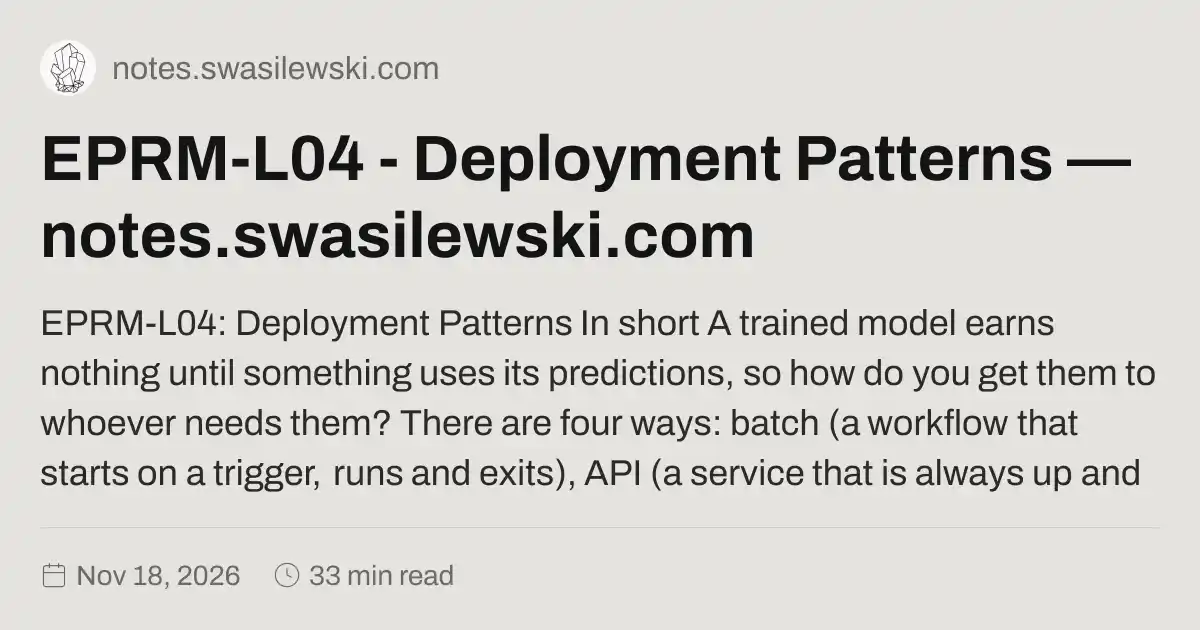 notes.swasilewski.com
EPRM-L04 - Deployment Patterns —
notes.swasilewski.com
EPRM-L04: Deployment Patterns In short A trained model earns
nothing until something uses its predictions, so how do you get them to
whoever needs them? There are four ways: batch (a workflow that
starts on a trigger, runs and exits), API (a service that is always up and
Nov 18, 2026
33 min read